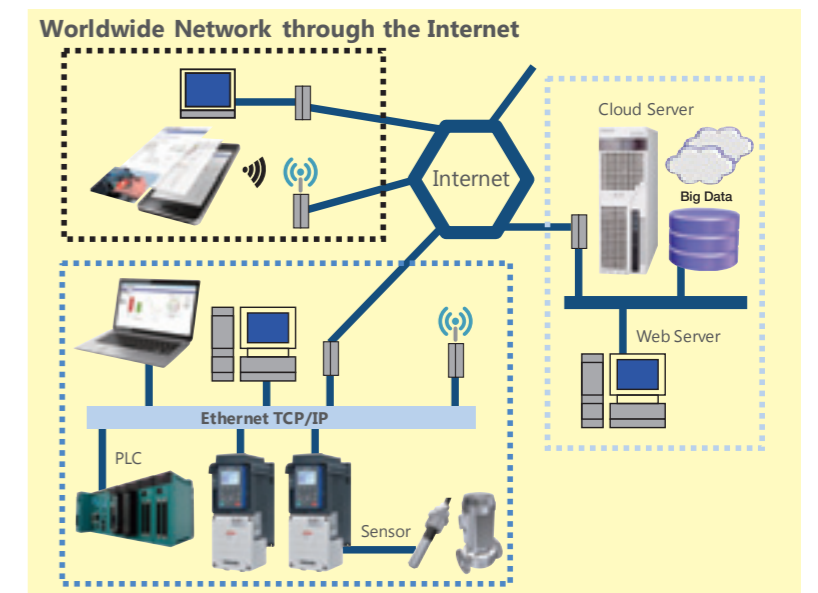 Worldwide Network through the Internet
Internet
Cloud Server
Big Data
Web Server
Ethernet TCP/IP
PLC
Sensor